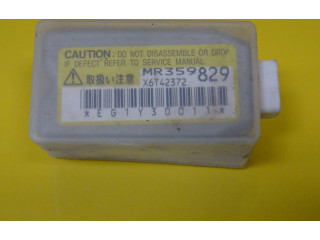 CAUTION: DO NOT DISASSEMBLE OR DROP
IF DEFECT REFER TO SERVICE MANUAL.
取扱い注意 MR359829
X6T42372
*EG1Y30011*